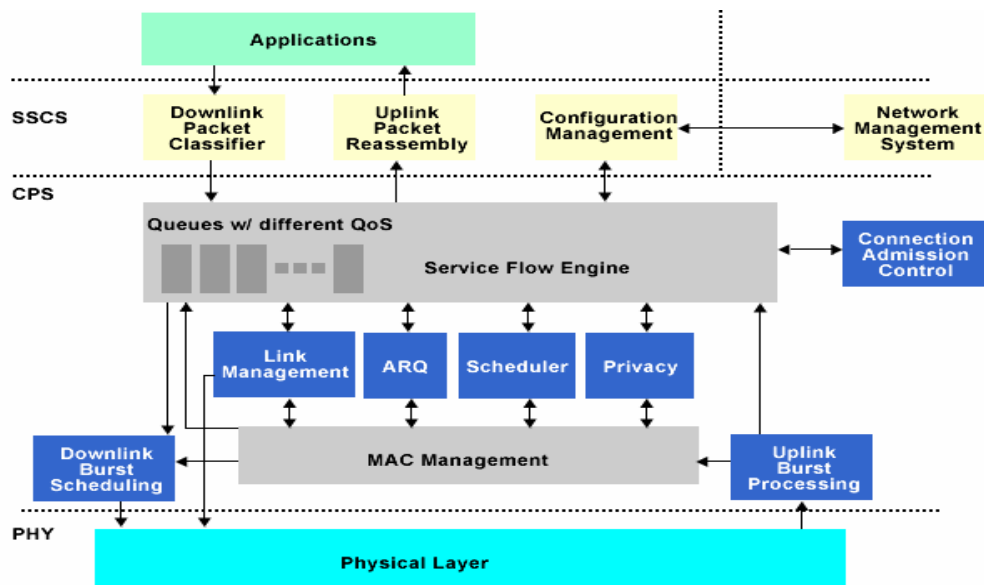 Applications
SSCS
Downlink
Packet
Classifier
Uplink
Packet
Reassembly
Configuration
Management
Network
Management
System
CPS
Queues w/ different QoS
Service Flow Engine
Connection
Admission
Control
Link
Management
ARQ
Scheduler
Privacy
Downlink
Burst
Scheduling
MAC Management
Uplink
Burst
Processing
PHY
Physical Layer